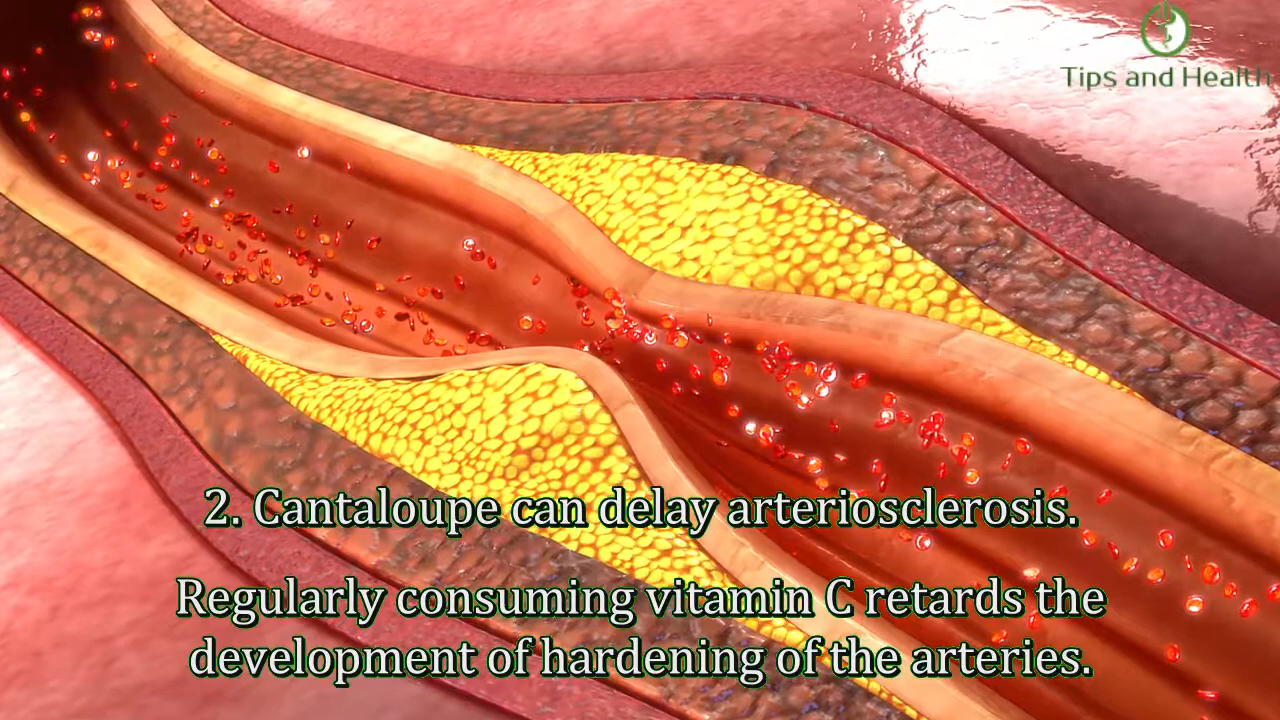 Tips and Health
2. Cantaloupe can delay arteriosclerosis.
Regularly consuming vitamin C retards the
development of hardening of the arteries.